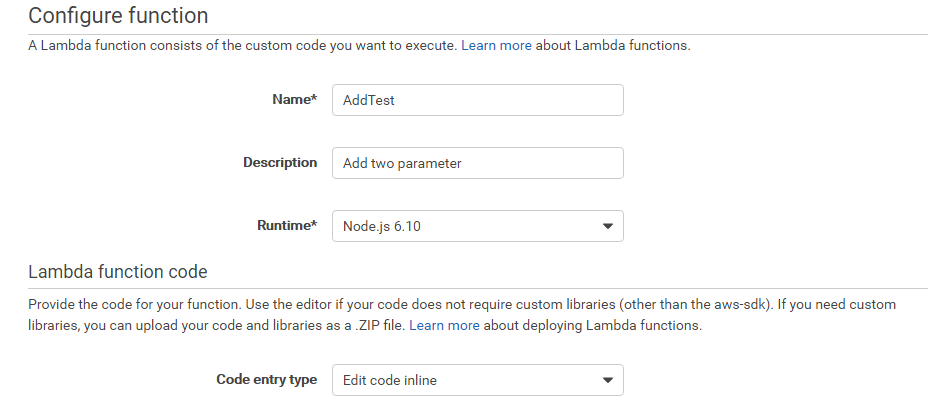 Configure function
A Lambda function consists of the custom code you want to execute. Learn more about Lambda functions.
Name* AddTest
Description Add two parameter
Runtime* Node.js 6.10
Lambda function code
Provide the code for your function. Use the editor if your code does not require custom libraries (other than the aws-sdk). If you need custom
libraries, you can upload your code and libraries as a .ZIP file. Learn more about deploying Lambda functions.
Code entry type Edit code inline